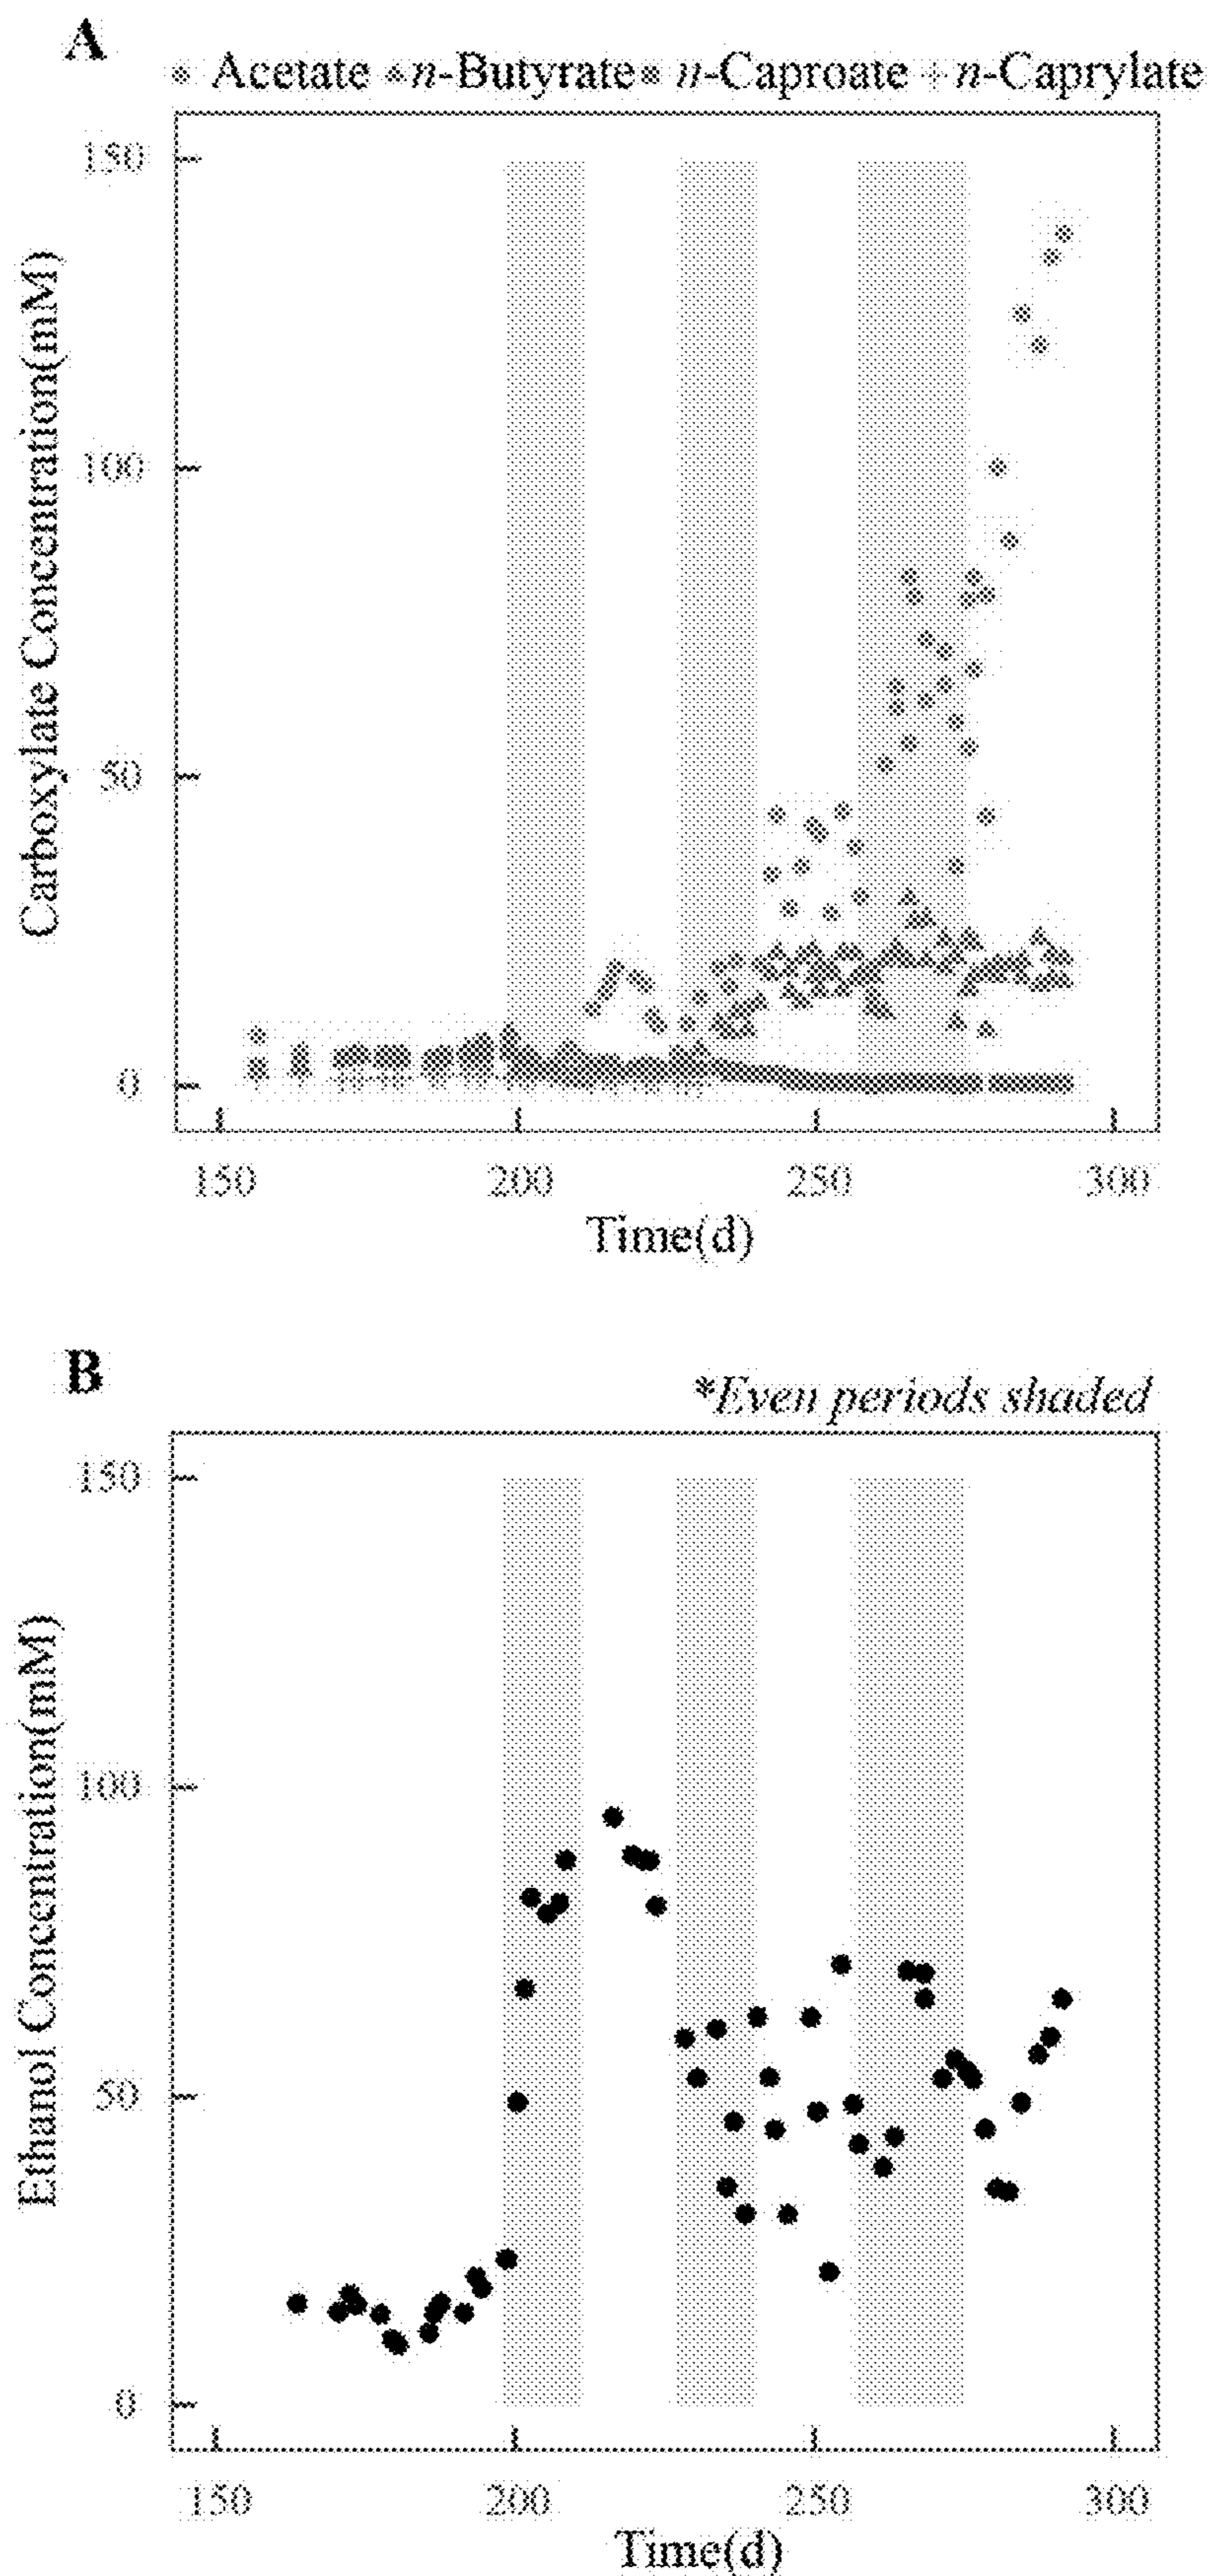 A
Acetate n-Butyrate n-Caproate n-Caprylate
150
100
50
0
Carboxylate Concentration(mM)
150 200 250 300
Time(d)
B
*Even periods shaded
150
100
50
0
Ethanol Concentration(mM)
150 200 250 300
Time(d)